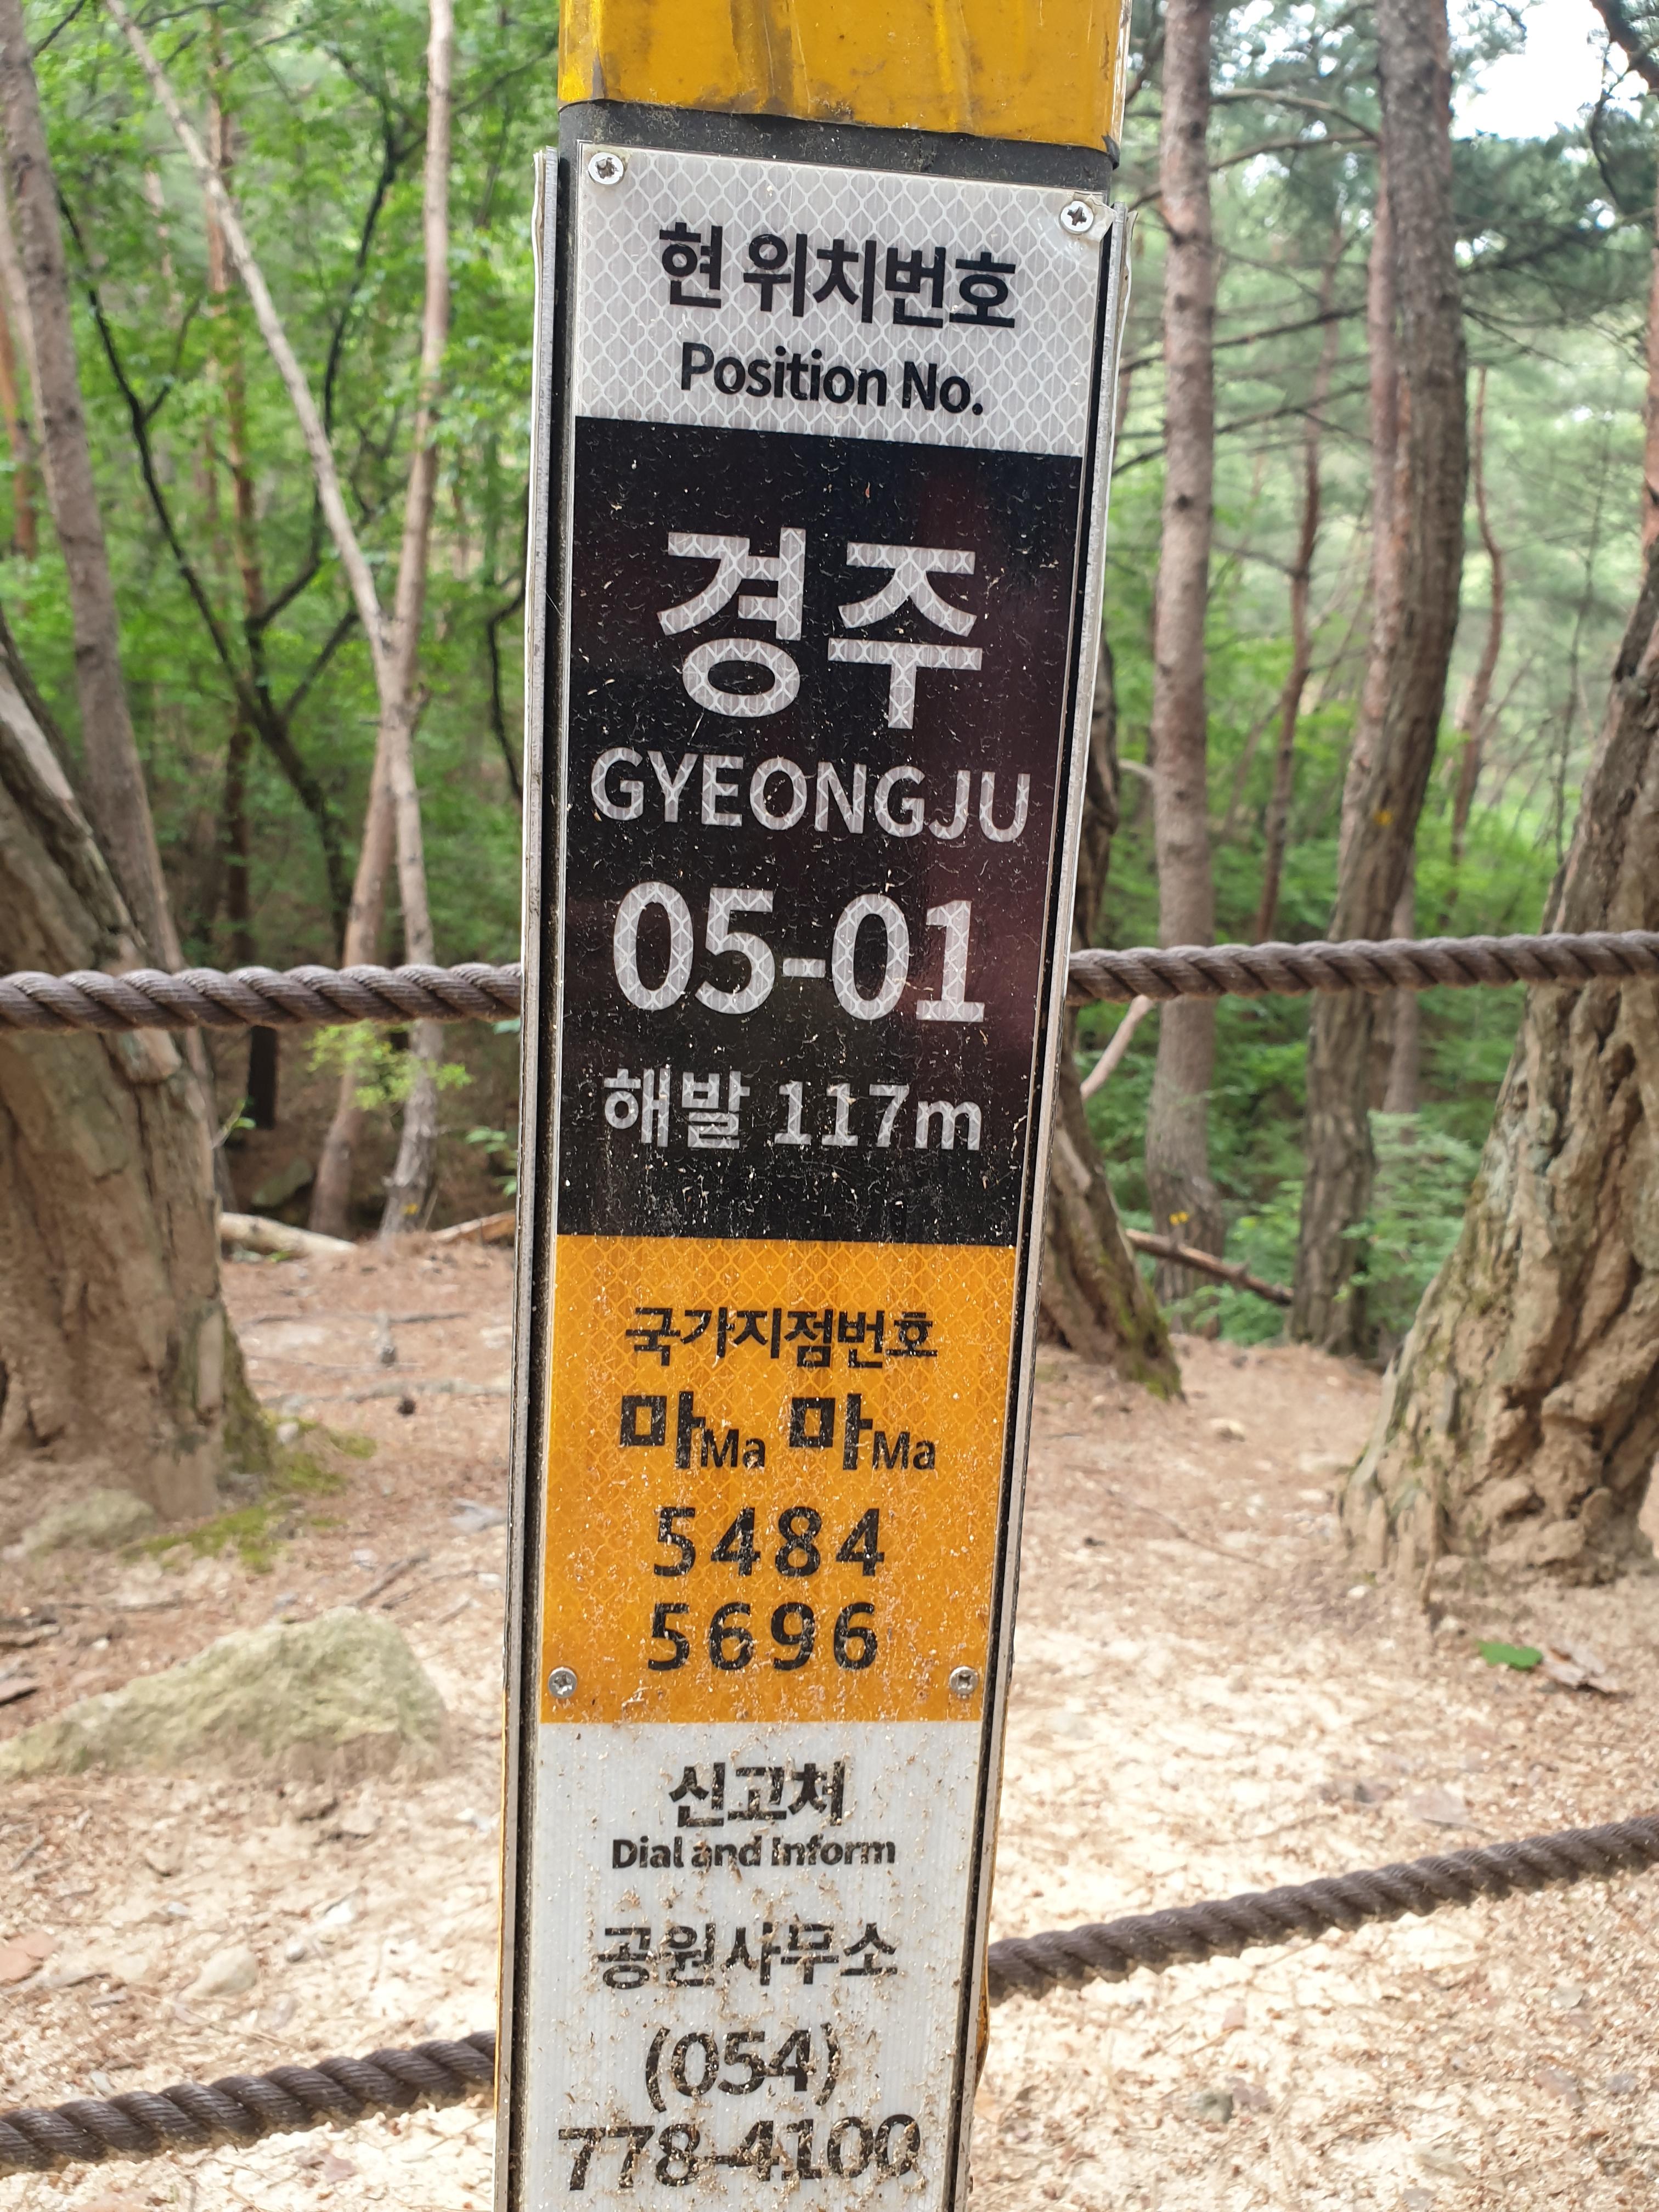 현 위치번호
Position No.
경주
GYEONGJU
05-01
해발 117m
국가지점번호
마Ma 마Ma
5484
5696
신고처
Dial and Inform
공원사무소
(054)
778-4100